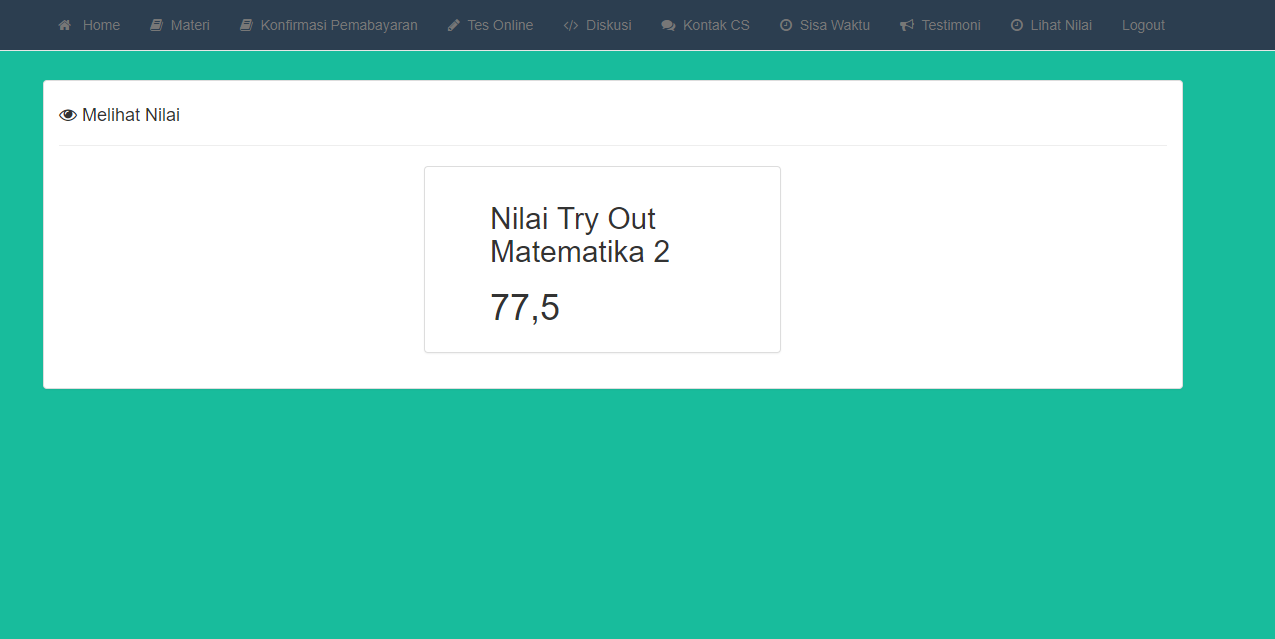 Home Materi Konfirmasi Pemabayaran Tes Online Diskusi Kontak CS Sisa Waktu Testimoni Lihat Nilai Logout
Melihat Nilai
Nilai Try Out
Matematika 2
77,5